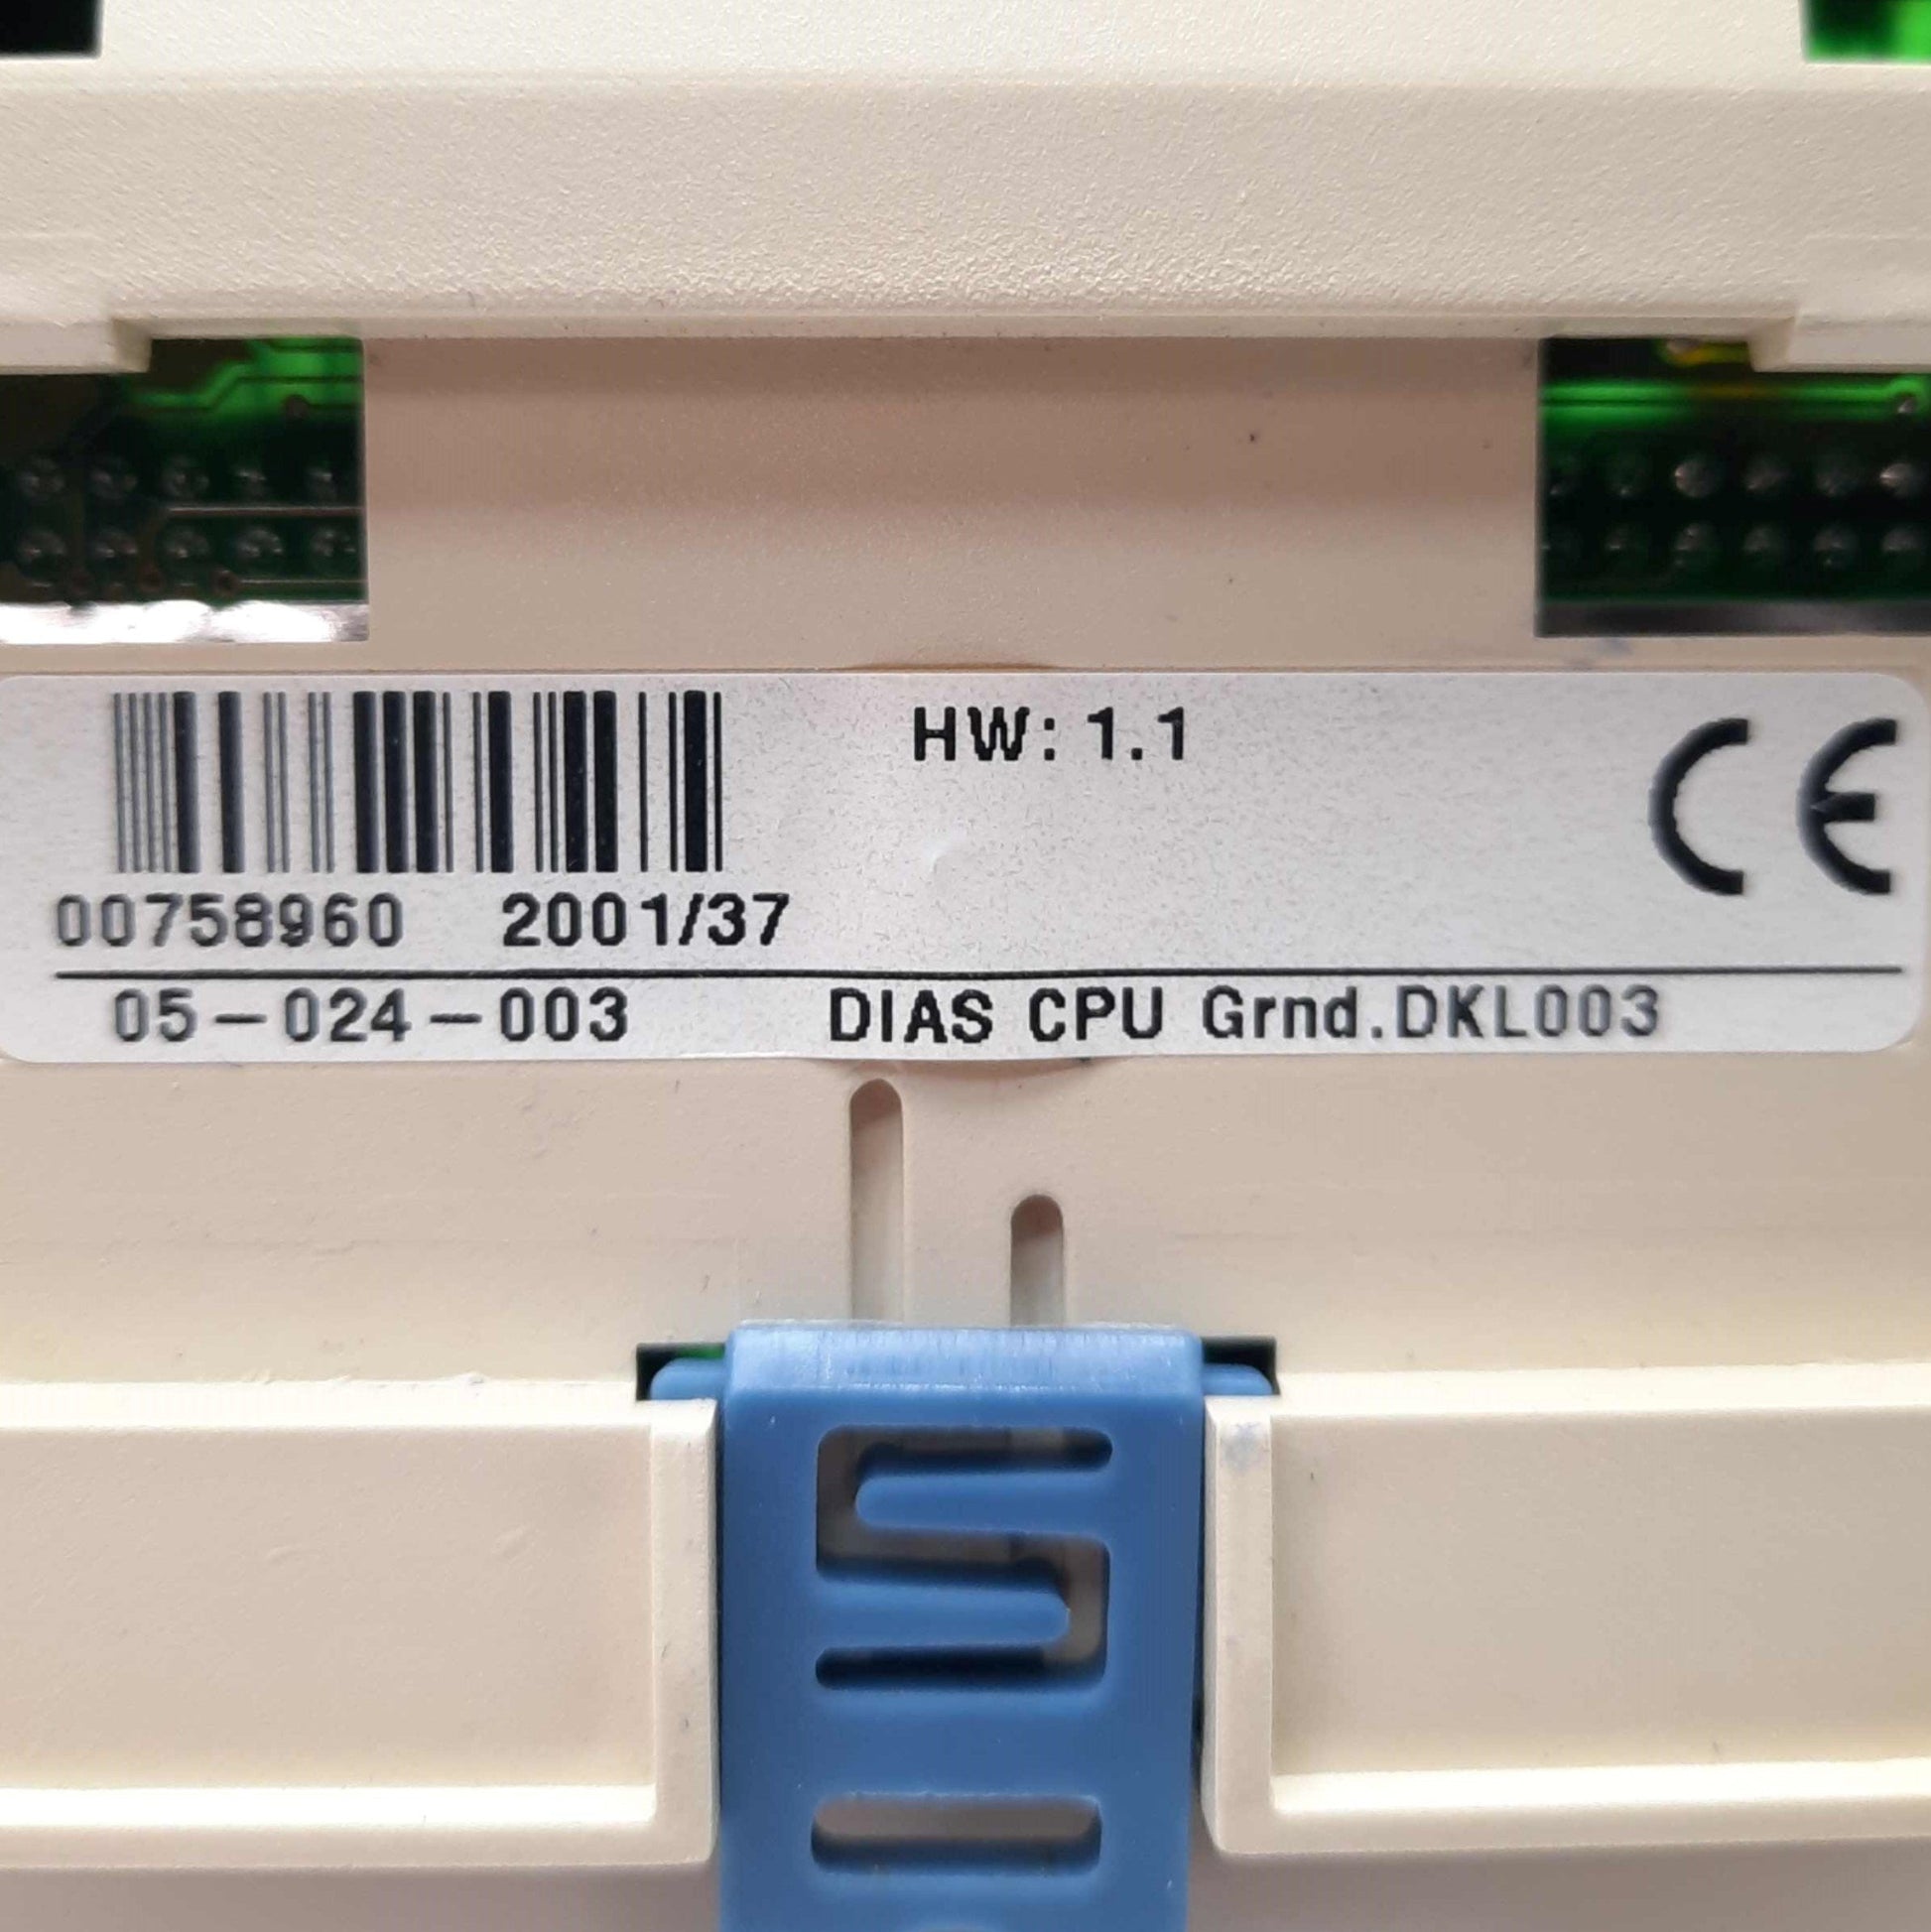 HW: 1.1
CE
00758960 2001/37
05-024-003 DIAS CPU Grnd.DKL003